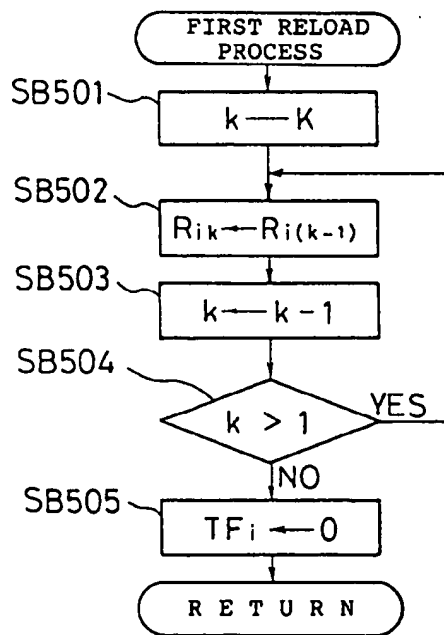 FIRST RELOAD
PROCESS
SB501
k — K
SB502
Rik ← Ri(k-1)
SB503
k ← k - 1
SB504
k > 1
YES
NO
SB505
TFi ← 0
RETURN